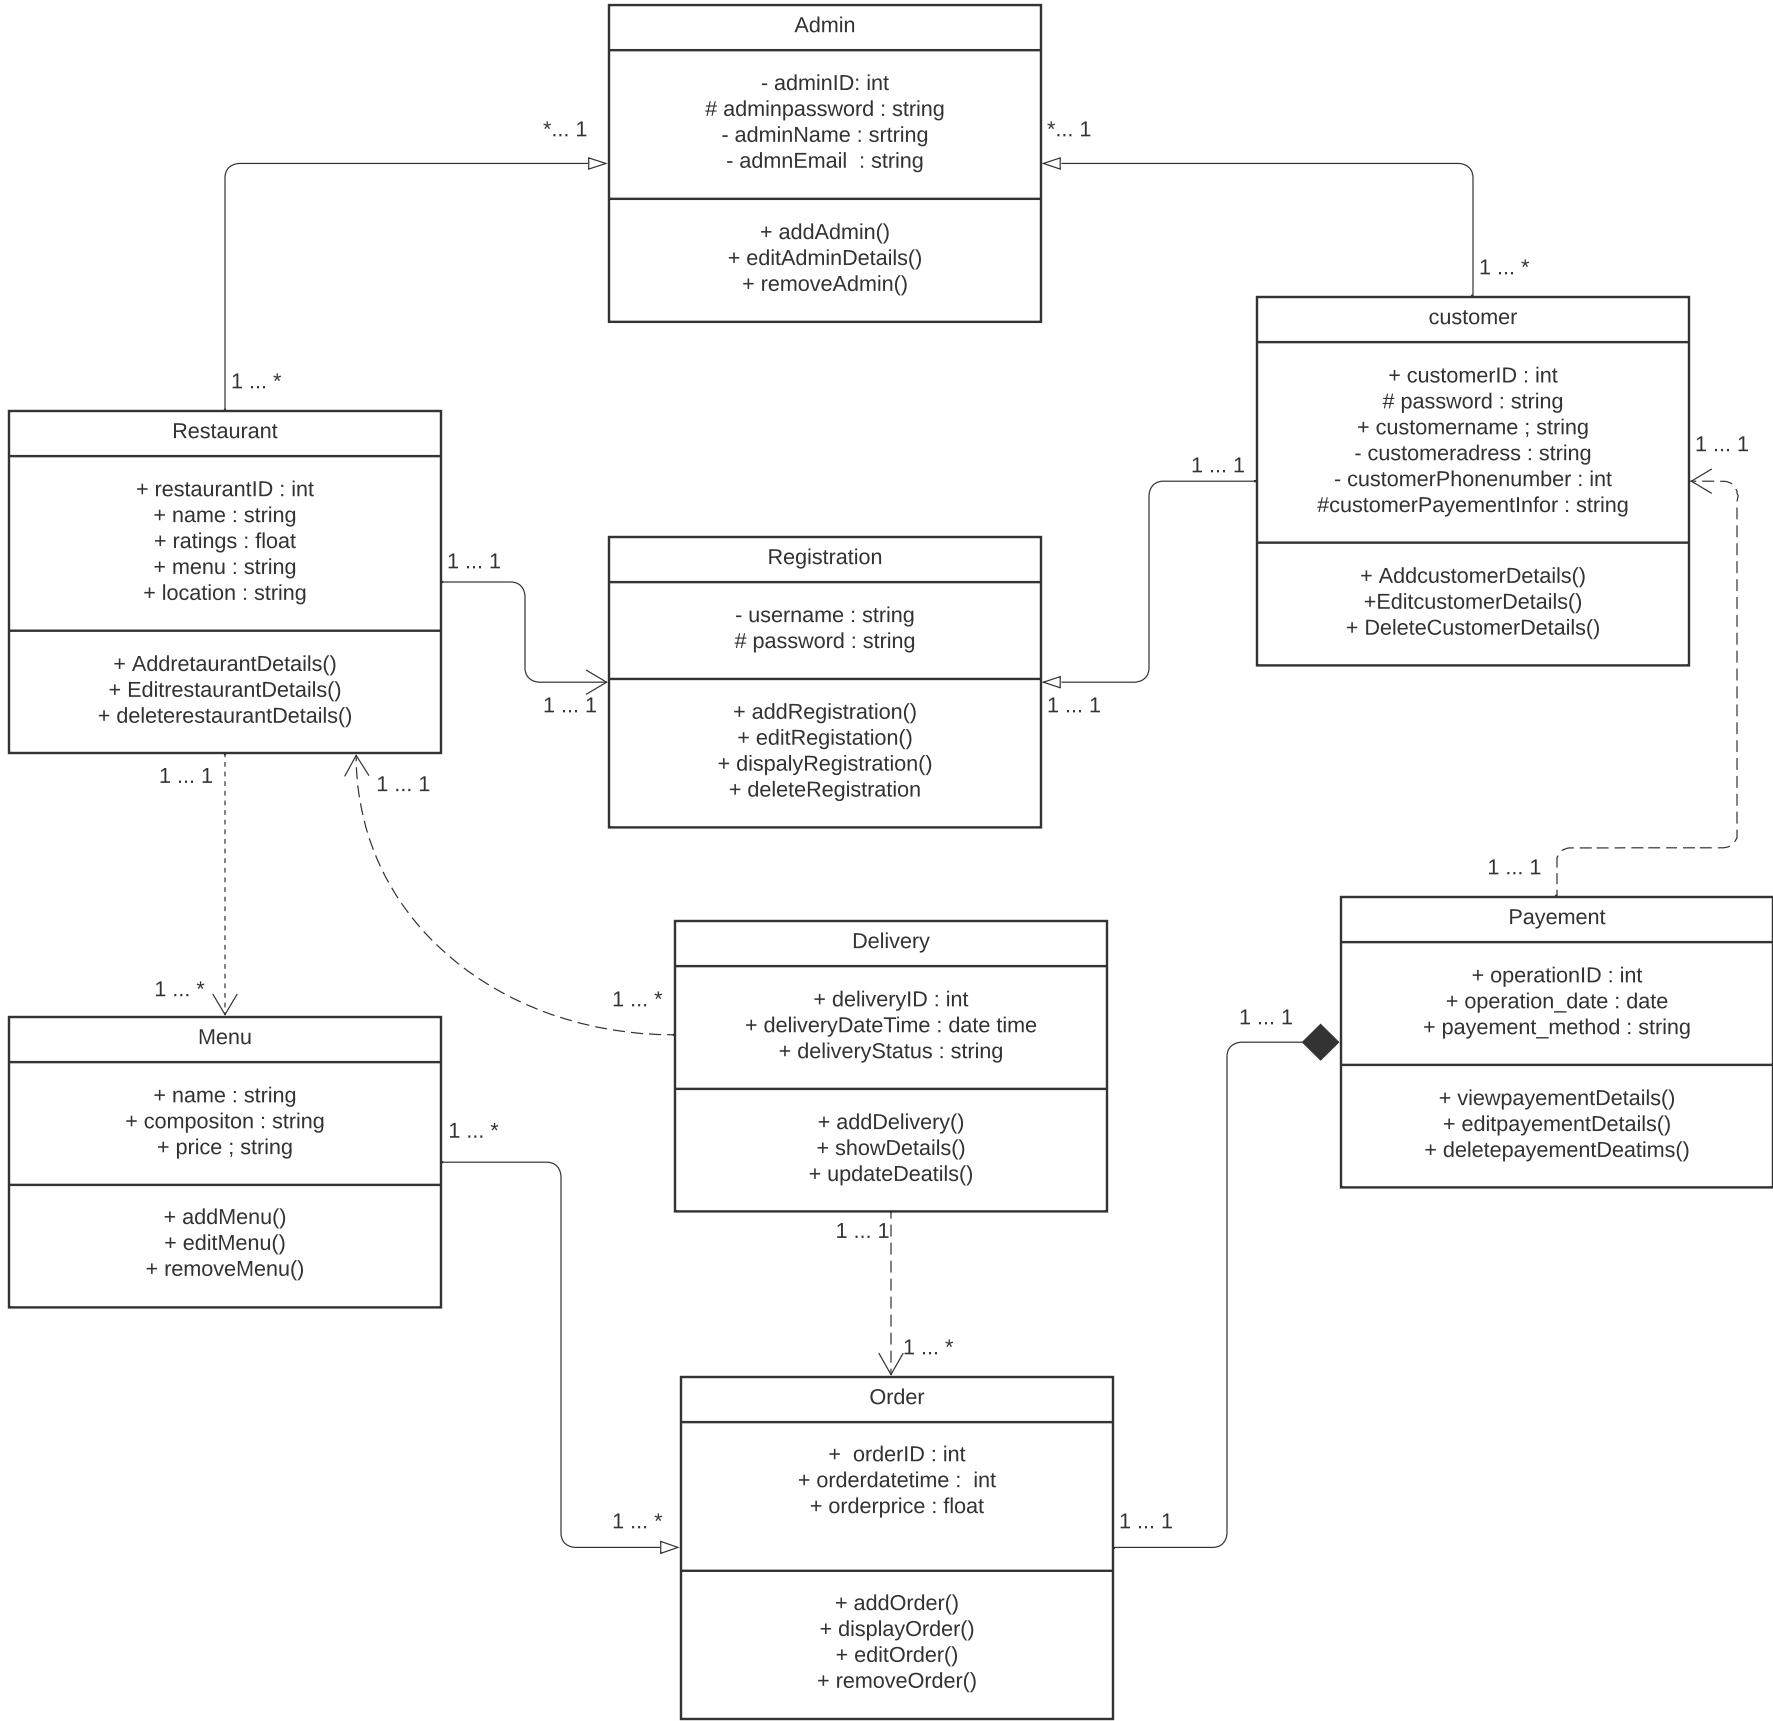 Admin
- adminID: int
# adminpassword : string
- adminName : srtring
- admnEmail  : string
+ addAdmin()
+ editAdminDetails()
+ removeAdmin()
*... 1
*... 1
1 ... *
1 ... *
customer
+ customerID : int
# password : string
+ customername ; string
- customeradress : string
- customerPhonenumber : int
#customerPayementInfor : string
+ AddcustomerDetails()
+EditcustomerDetails()
+ DeleteCustomerDetails()
1 ... 1
1 ... 1
Restaurant
+ restaurantID : int
+ name : string
+ ratings : float
+ menu : string
+ location : string
+ AddretaurantDetails()
+ EditrestaurantDetails()
+ deleterestaurantDetails()
1 ... 1
1 ... 1
Registration
- username : string
# password : string
+ addRegistration()
+ editRegistation()
+ dispalyRegistration()
+ deleteRegistration
1 ... 1
1 ... 1
1 ... 1
1 ... 1
Payement
+ operationID : int
+ operation_date : date
+ payement_method : string
+ viewpayementDetails()
+ editpayementDetails()
+ deletepayementDeatims()
1 ... 1
Delivery
+ deliveryID : int
+ deliveryDateTime : date time
+ deliveryStatus : string
+ addDelivery()
+ showDetails()
+ updateDeatils()
1 ... *
1 ... *
Menu
+ name : string
+ compositon : string
+ price ; string
+ addMenu()
+ editMenu()
+ removeMenu()
1 ... *
1 ... 1
1 ... *
Order
+  orderID : int
+ orderdatetime :  int
+ orderprice : float
+ addOrder()
+ displayOrder()
+ editOrder()
+ removeOrder()
1 ... *
1 ... 1